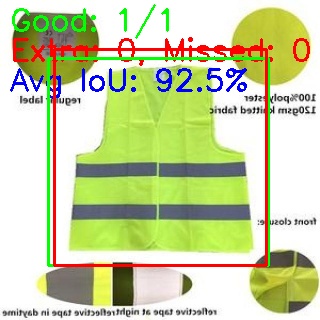 Good: 1/1
Extra: 0, Missed: 0
Avg IoU: 92.5%
regular label
100%polyester
120gsm knitted fabric
front closure:
reflective tape at night
reflective tape in daytime